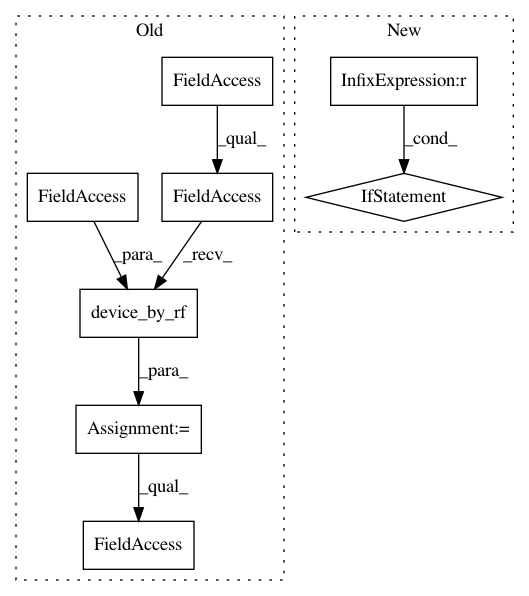 Old
New
FieldAccess
InfixExpression:r
_qual_
_cond_
FieldAccess
FieldAccess
IfStatement
_para_
_recv_
device_by_rf
_para_
Assignment:=
_qual_
FieldAccess